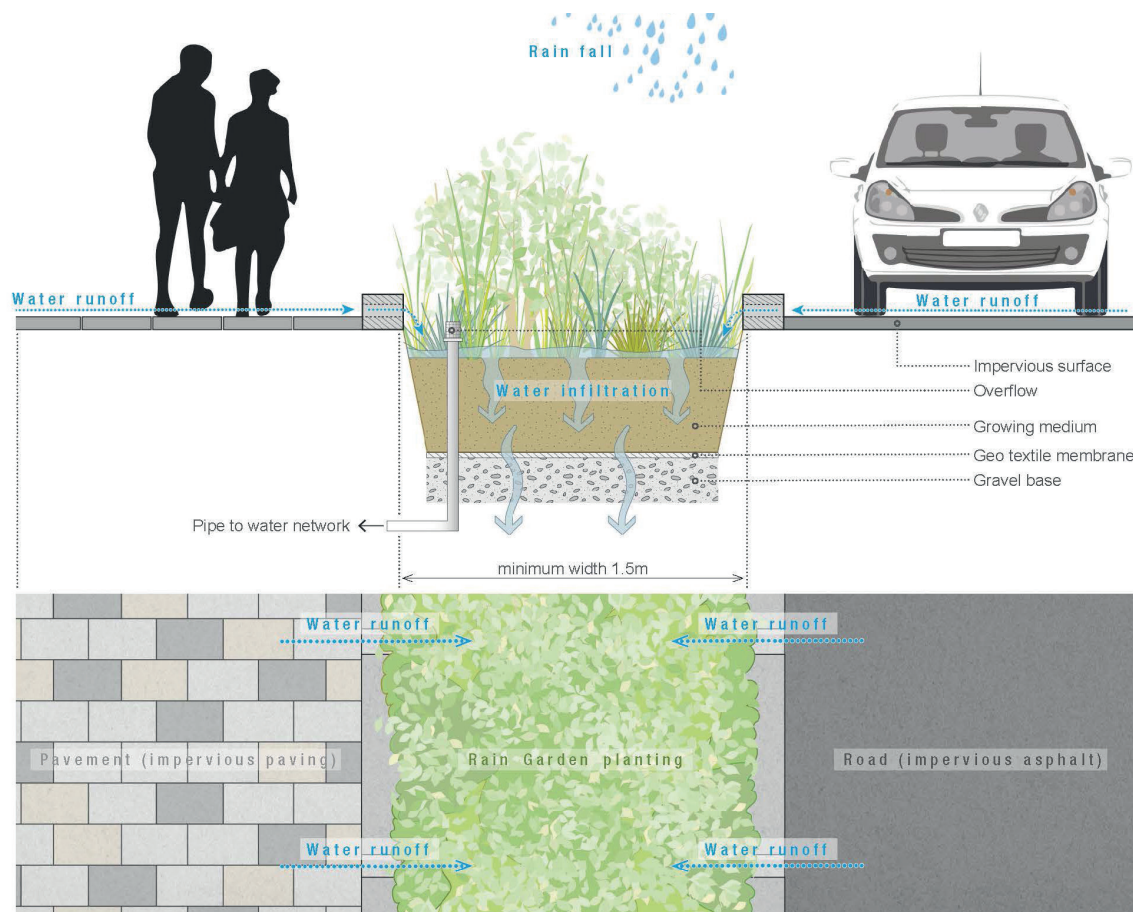 Rain fall
Water runoff
Water runoff
Impervious surface
Overflow
Water infiltration
Growing medium
Geo textile membrane
Gravel base
Pipe to water network
minimum width 1.5m
Water runoff
Water runoff
Pavement (impervious paving)
Rain Garden planting
Road (impervious asphalt)
Water runoff
Water runoff